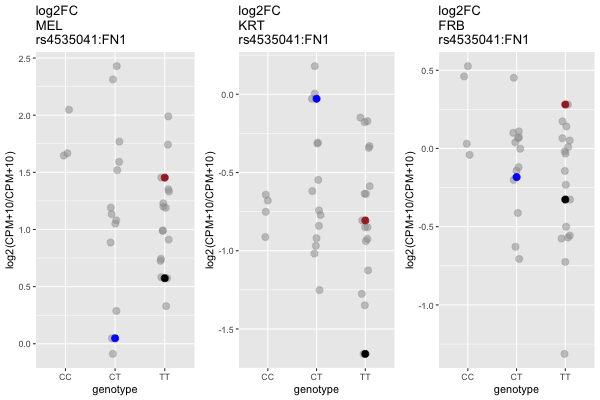 log2FC
MEL
rs4535041:FN1
log2(CPM+10/CPM+10)
2.5
2.0
1.5
1.0
0.5
0.0
CC CT TT
genotype
log2FC
KRT
rs4535041:FN1
log2(CPM+10/CPM+10)
0.0
-0.5
-1.0
-1.5
CC CT TT
genotype
log2FC
FRB
rs4535041:FN1
log2(CPM+10/CPM+10)
0.5
0.0
-0.5
-1.0
CC CT TT
genotype